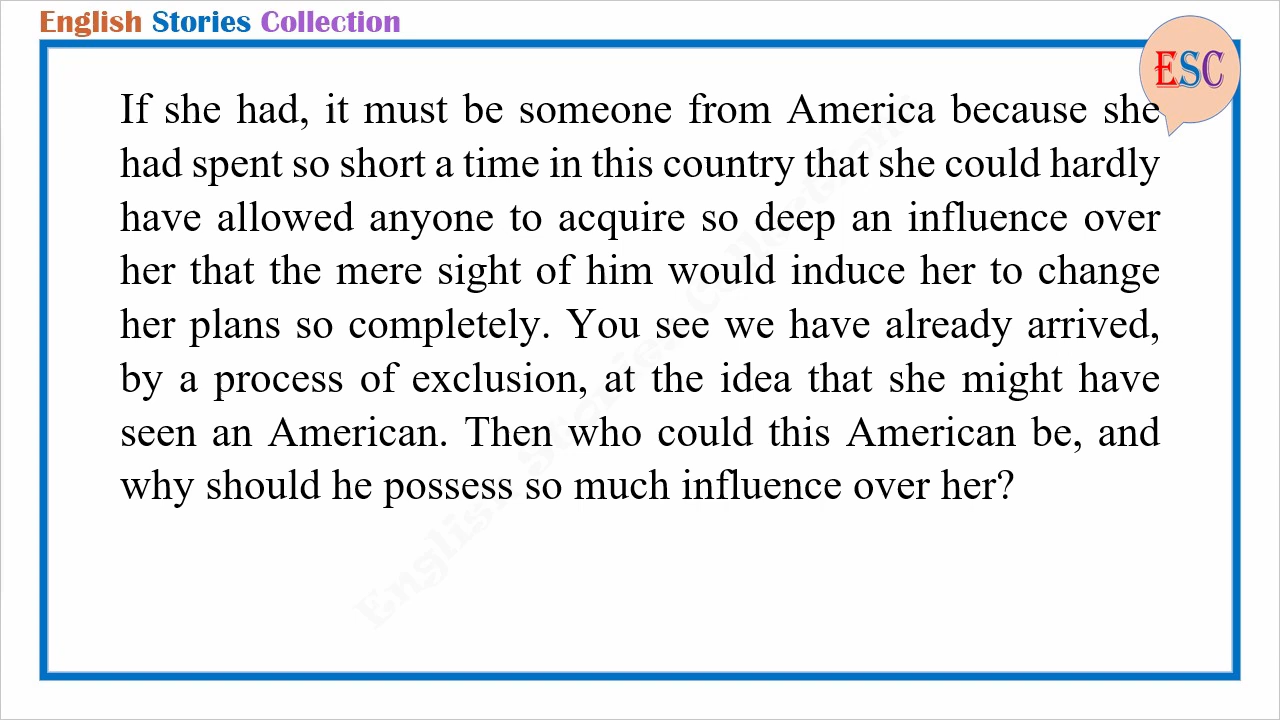 English Stories Collection
ESC
If she had, it must be someone from America because she
had spent so short a time in this country that she could hardly
have allowed anyone to acquire so deep an influence over
her that the mere sight of him would induce her to change
her plans so completely. You see we have already arrived,
by a process of exclusion, at the idea that she might have
seen an American. Then who could this American be, and
why should he possess so much influence over her?
English Stories Collection